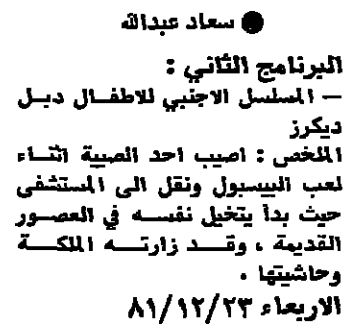 ● سعاد عبدالله
البرنامج الثاني :
— المسلسل الاجنبي للاطفال دبل
ديكرز
الملخص : اصيب احد الصبية اثناء
لعب البيسبول ونقل الى المستشفى
حيث بدأ يتخيل نفسه في العصور
القديمة ، وقد زارته الملكة
وحاشيتها .
الاربعاء ٨١/١٢/٢٣